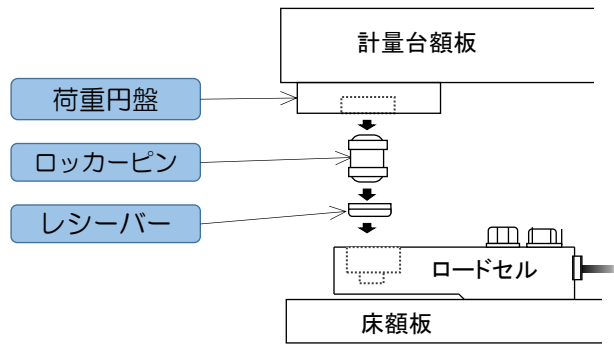 計量台額板
荷重円盤
ロッカーピン
レシーバー
ロードセル
床額板